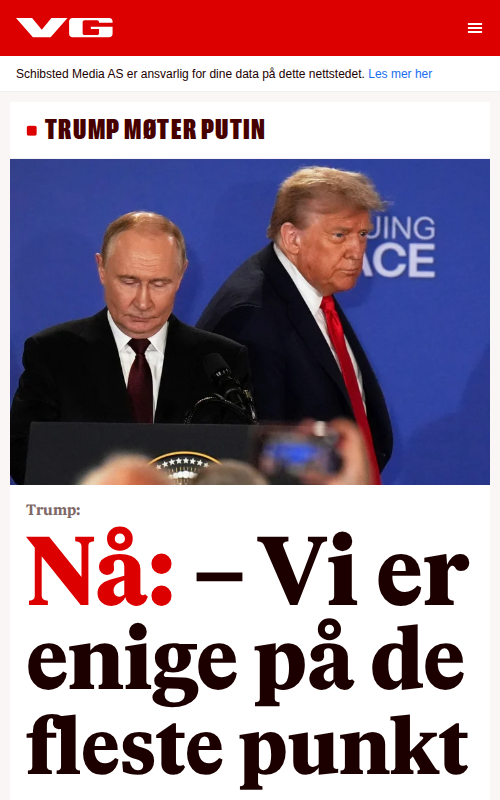 VG
Schibsted Media AS er ansvarlig for dine data på dette nettstedet. Les mer her
TRUMP MØTER PUTIN
UING
ACE
Trump:
Nå: – Vi er
enige på de
fleste punkt